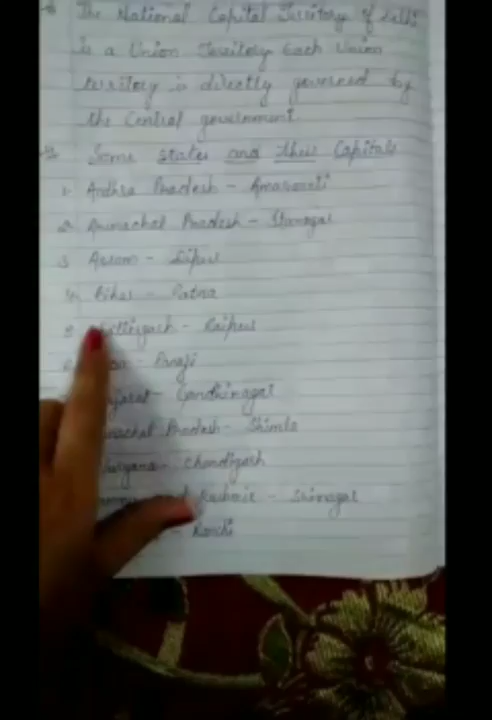 The National Capital Territory of Delhi
is a Union Territory Each Union
territory is directly governed by
the Central government
Some states and their Capitals
1. Andhra Pradesh - Amaravati
2. Arunachal Pradesh - Itanagar
3. Assam - Dispur
4. Bihar - Patna
5. Chhattisgarh - Raipur
- Panaji
Gandhinagar
Pradesh - Shimla
- Chandigarh
Kashmir - Srinagar
- Ranchi